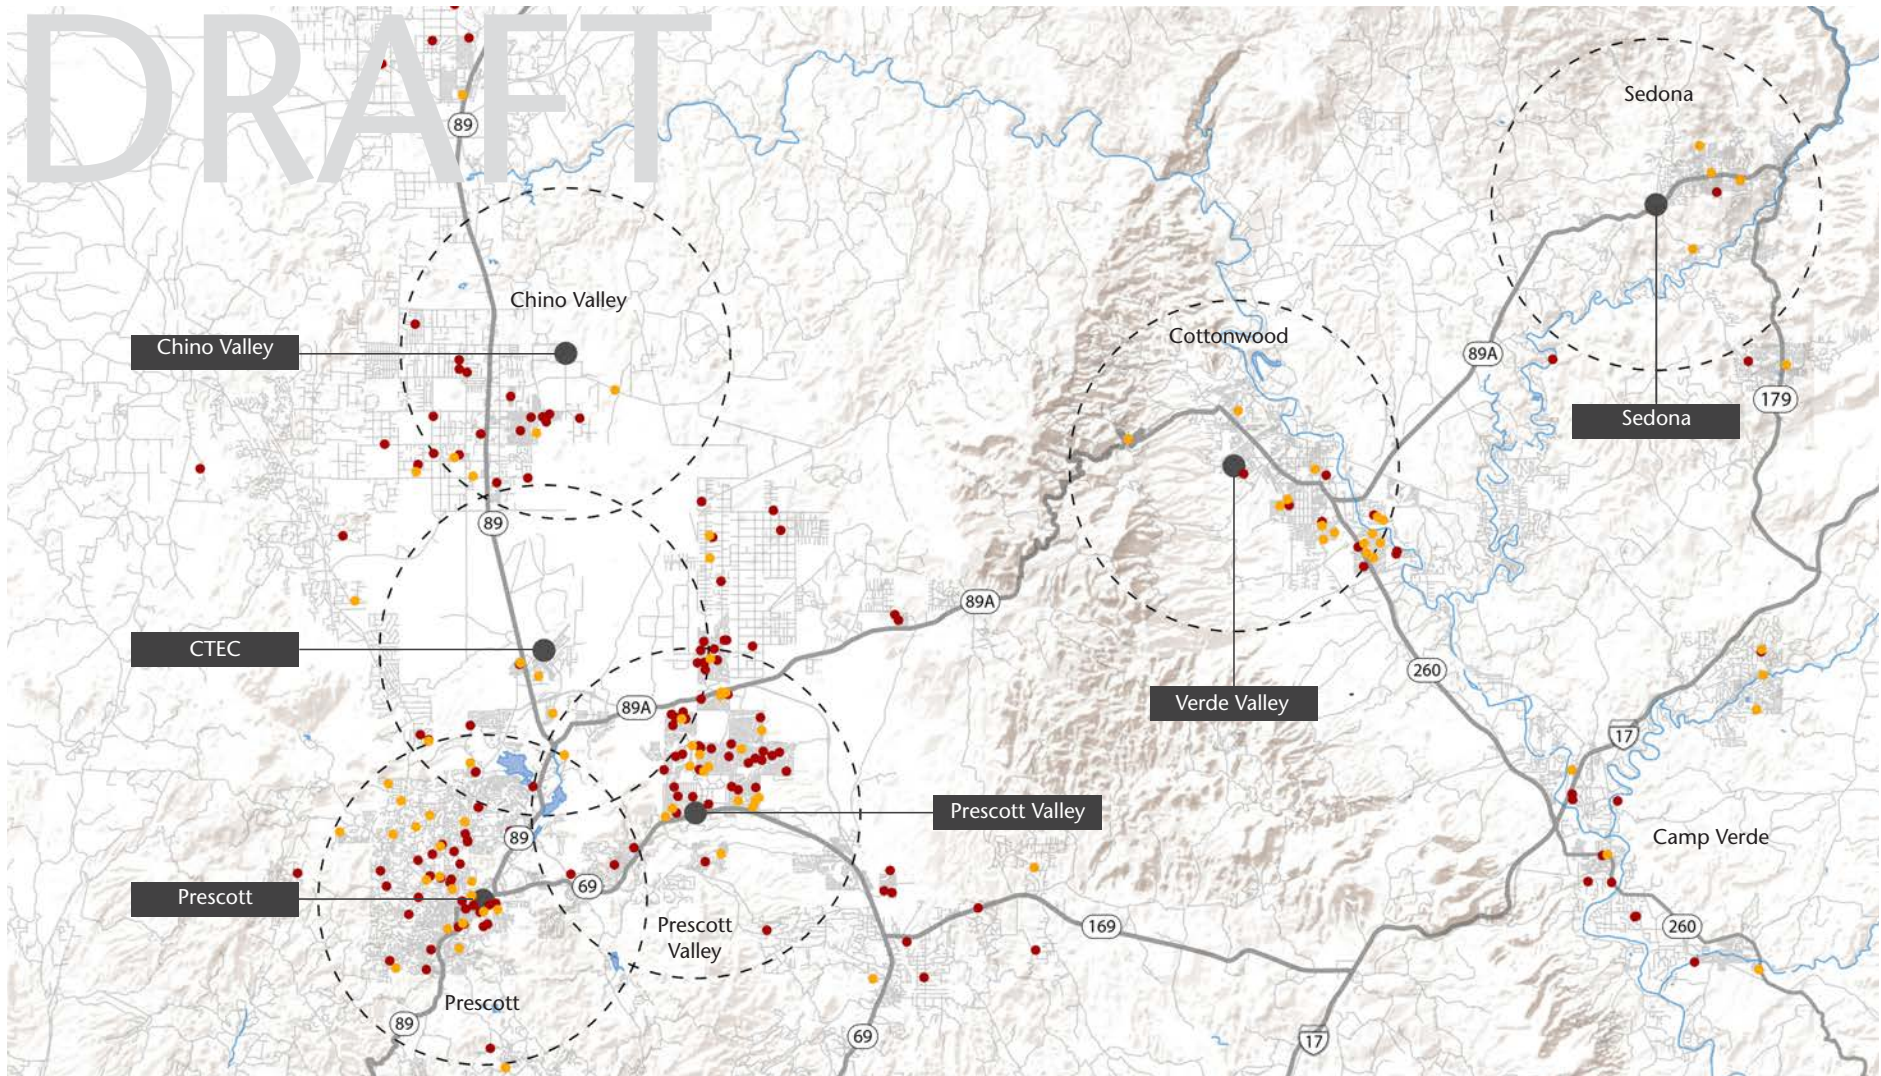 DRAFT
89
Sedona
Chino Valley
Chino Valley
Cottonwood
89A
179
Sedona
89
89A
CTEC
260
89A
Verde Valley
17
Prescott Valley
89
Camp Verde
69
Prescott
Prescott
Valley
169
260
Prescott
89
69
17